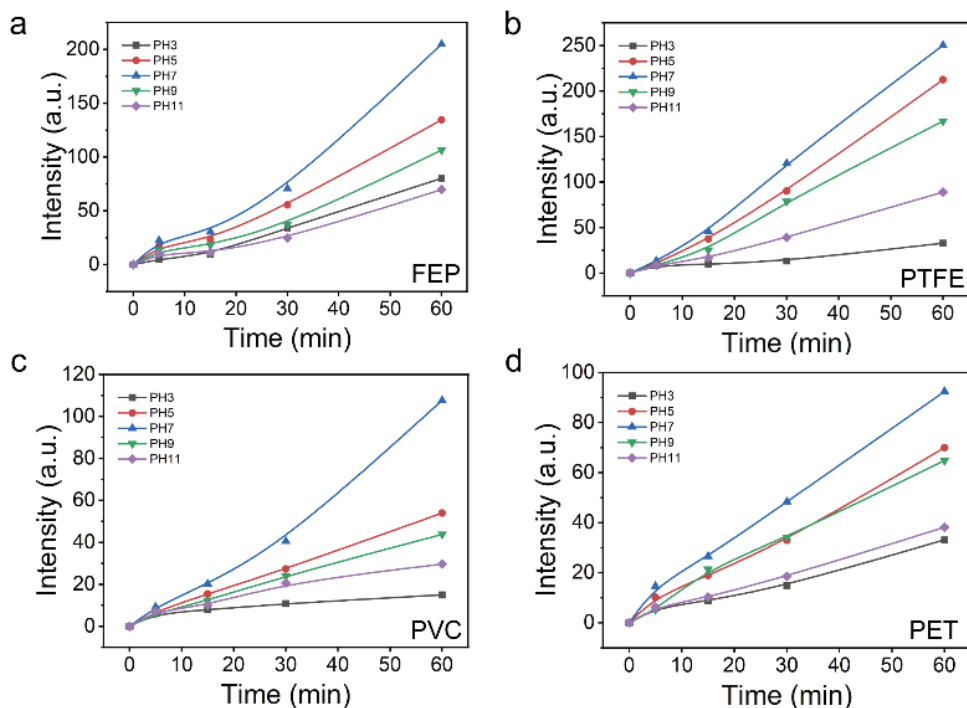 a
200
150
100
50
0
Intensity (a.u.)
PH3
PH5
PH7
PH9
PH11
FEP
0 10 20 30 40 50 60
Time (min)
b
250
200
150
100
50
0
Intensity (a.u.)
PH3
PH5
PH7
PH9
PH11
PTFE
0 10 20 30 40 50 60
Time (min)
c
120
100
80
60
40
20
0
Intensity (a.u.)
PH3
PH5
PH7
PH9
PH11
PVC
0 10 20 30 40 50 60
Time (min)
d
100
80
60
40
20
0
Intensity (a.u.)
PH3
PH5
PH7
PH9
PH11
PET
0 10 20 30 40 50 60
Time (min)